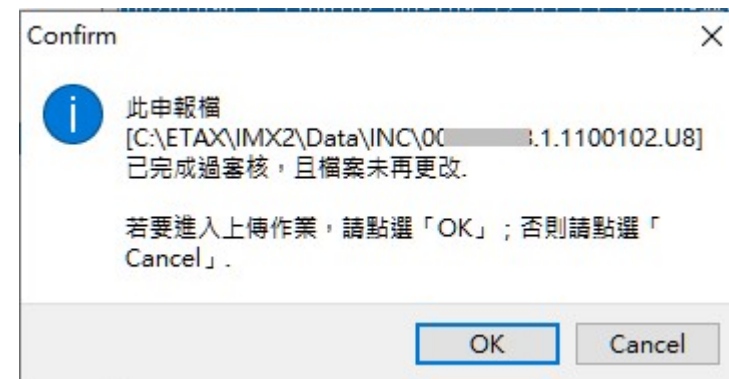 Confirm
此申報檔
[C:\ETAX\IMX2\Data\INC\00 .1.1100102.U8]
已完成過審核，且檔案未再更改.
若要進入上傳作業，請點選「OK」；否則請點選「
Cancel」.
OK
Cancel